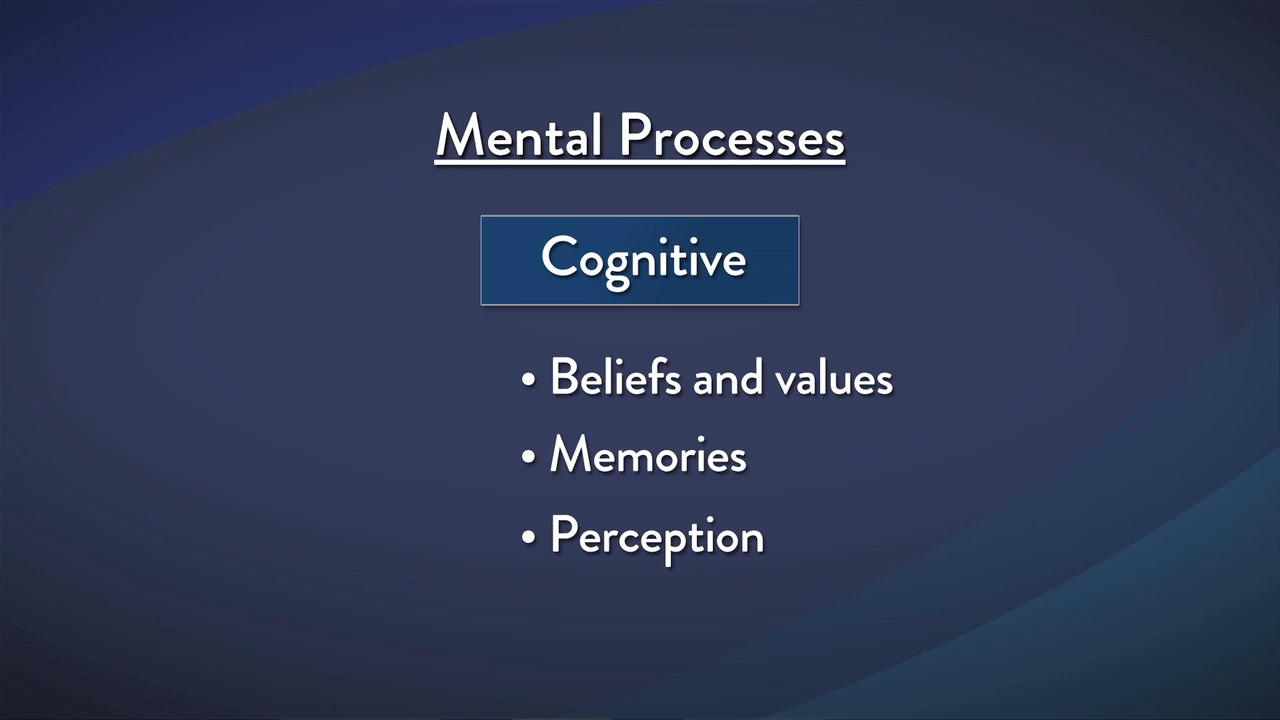 Mental Processes
Cognitive
• Beliefs and values
• Memories
• Perception